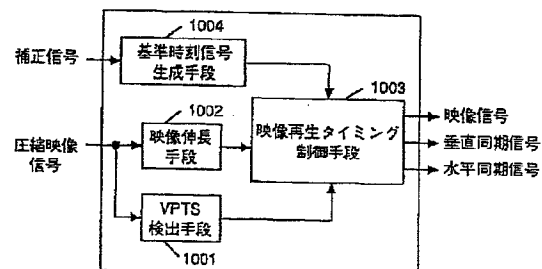 1004
補正信号
基準時刻信号
生成手段
1003
1002
圧縮映像
信号
映像伸長
手段
映像再生タイミング
制御手段
映像信号
垂直同期信号
水平同期信号
VPTS
検出手段
1001